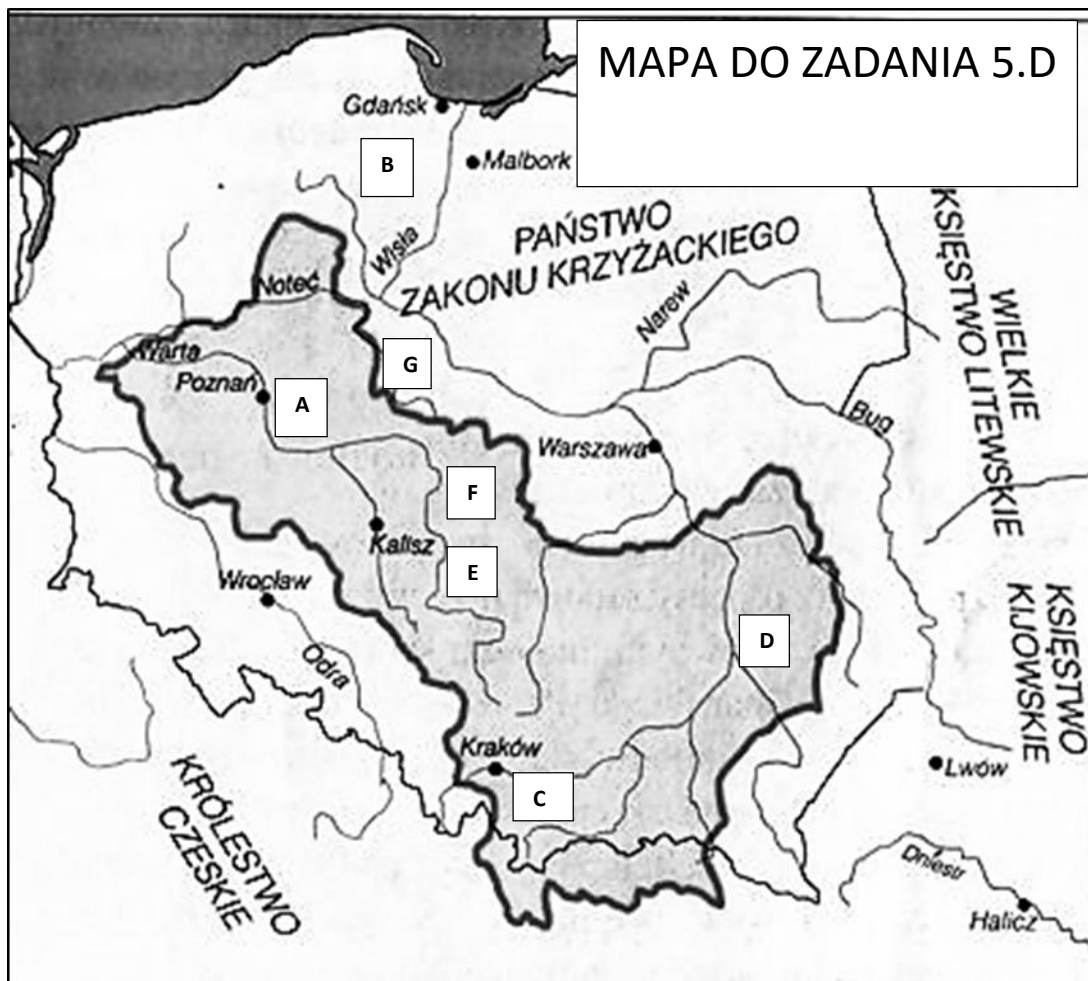 MAPA DO ZADANIA 5.D
Gdańsk
B
Malbork
Wisła
PAŃSTWO
ZAKONU KRZYŻACKIEGO
Noteć
Narew
WIELKIE
KSIĘSTWO LITEWSKIE
Warta
Poznań
G
A
Bug
Warszawa
F
Kalisz
E
Wrocław
Odra
D
KSIĘSTWO
KIJOWSKIE
Kraków
C
Lwów
KRÓLESTWO
CZESKIE
Dniestr
Halicz